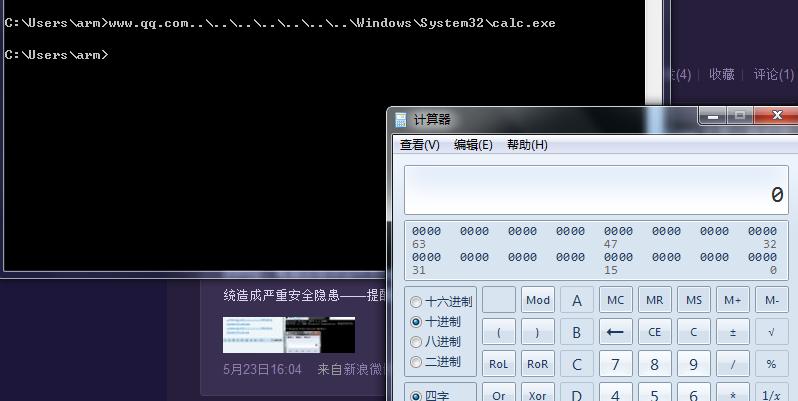 C:\Users\arm>www.qq.com..\..\..\..\..\..\..\Windows\System32\calc.exe
C:\Users\arm>
(4) | 收藏 | 评论(1)
计算器
查看(V) 编辑(E) 帮助(H)
0
0000 0000 0000 0000 0000 0000 0000 0000
63 47 32
0000 0000 0000 0000 0000 0000 0000 0000
31 15 0
十六进制 Mod A MC MR MS M+ M-
十进制
八进制 ( ) B ← CE C ± √
二进制 RoL RoR C 7 8 9 / %
四字 Or Xor D 4 5 6 * 1/x
统造成严重安全隐患——提醒
5月23日16:04 来自新浪微